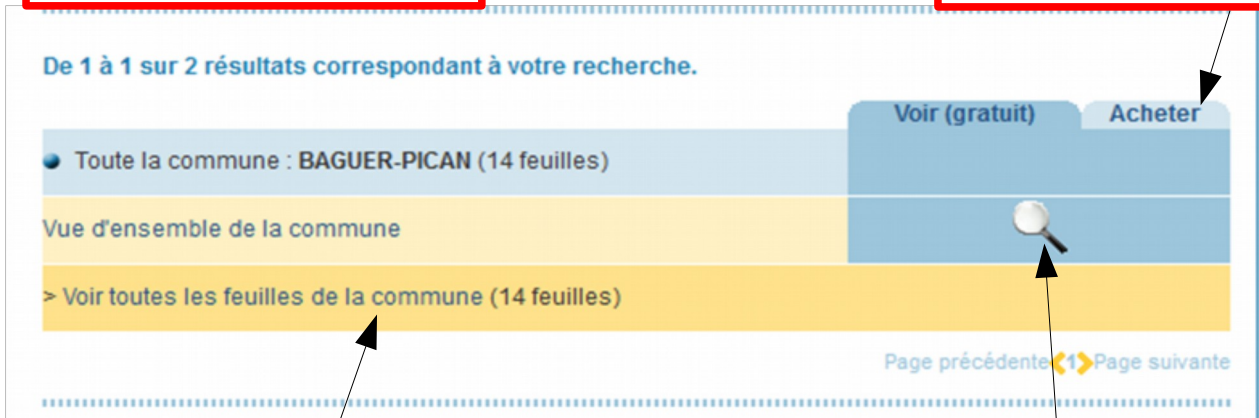 De 1 à 1 sur 2 résultats correspondant à votre recherche.
Voir (gratuit) Acheter
Toute la commune : BAGUER-PICAN (14 feuilles)
Vue d'ensemble de la commune
> Voir toutes les feuilles de la commune (14 feuilles)
Page précédente 1 Page suivante